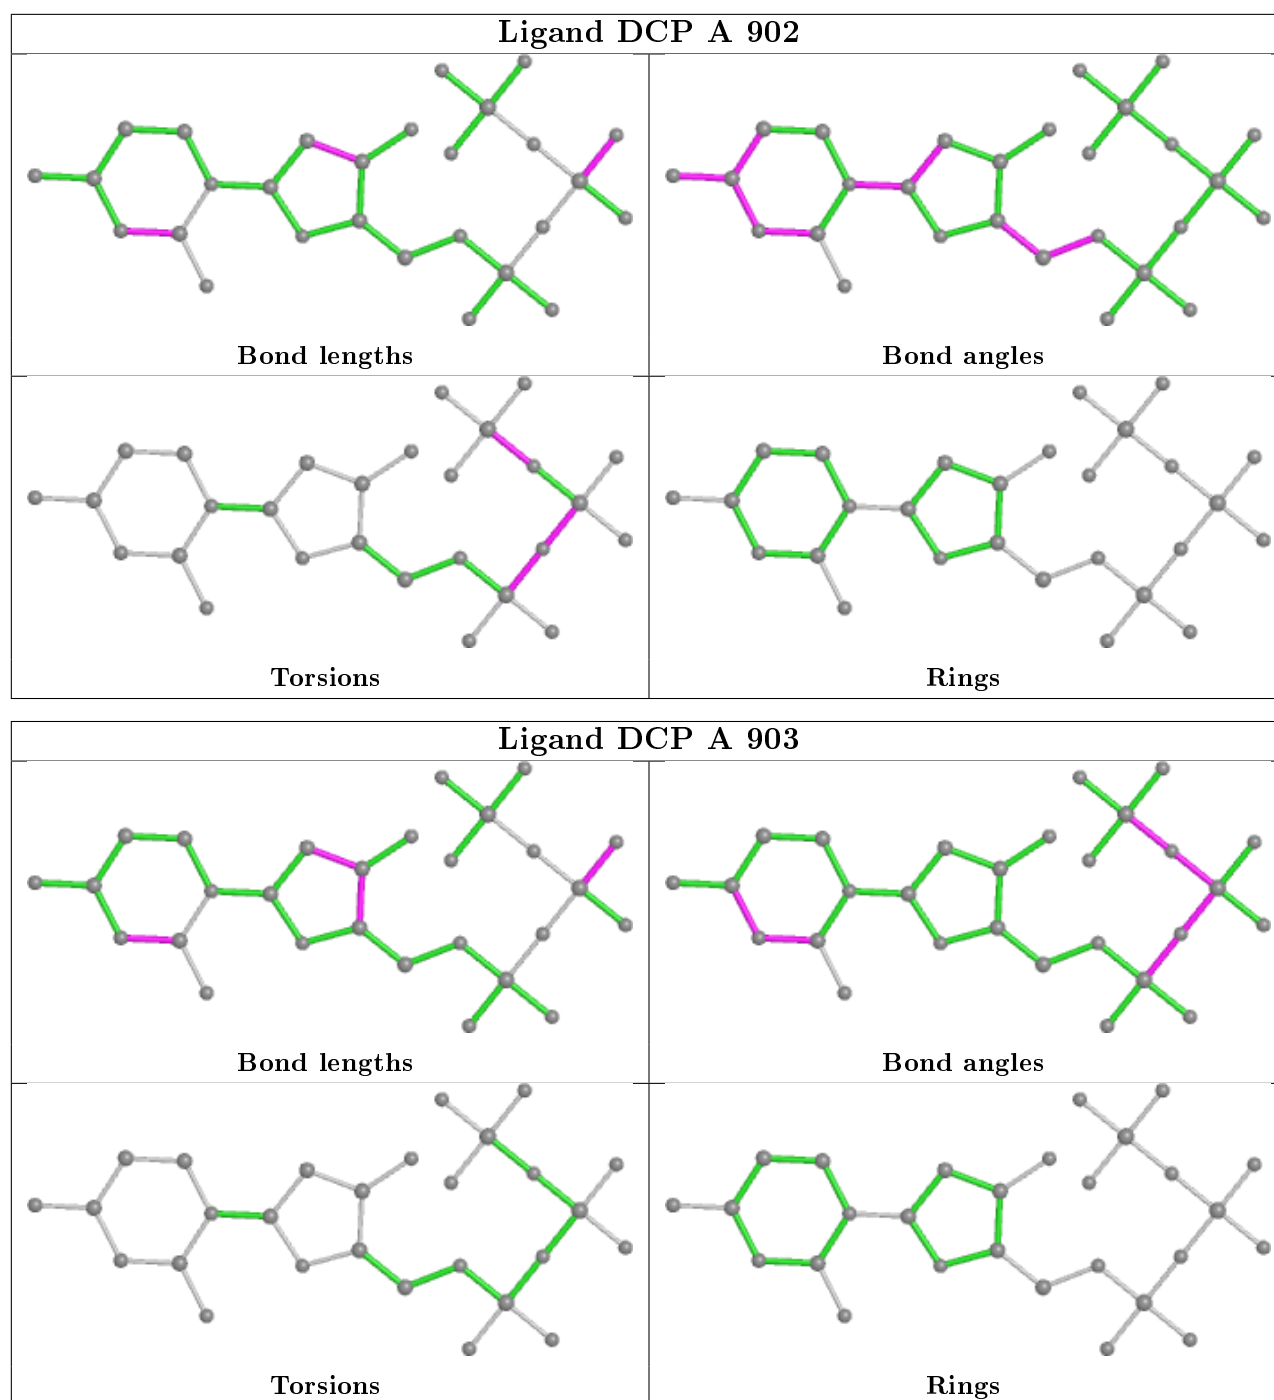 Ligand DCP A 902
Bond lengths
Bond angles
Torsions
Rings
Ligand DCP A 903
Bond lengths
Bond angles
Torsions
Rings